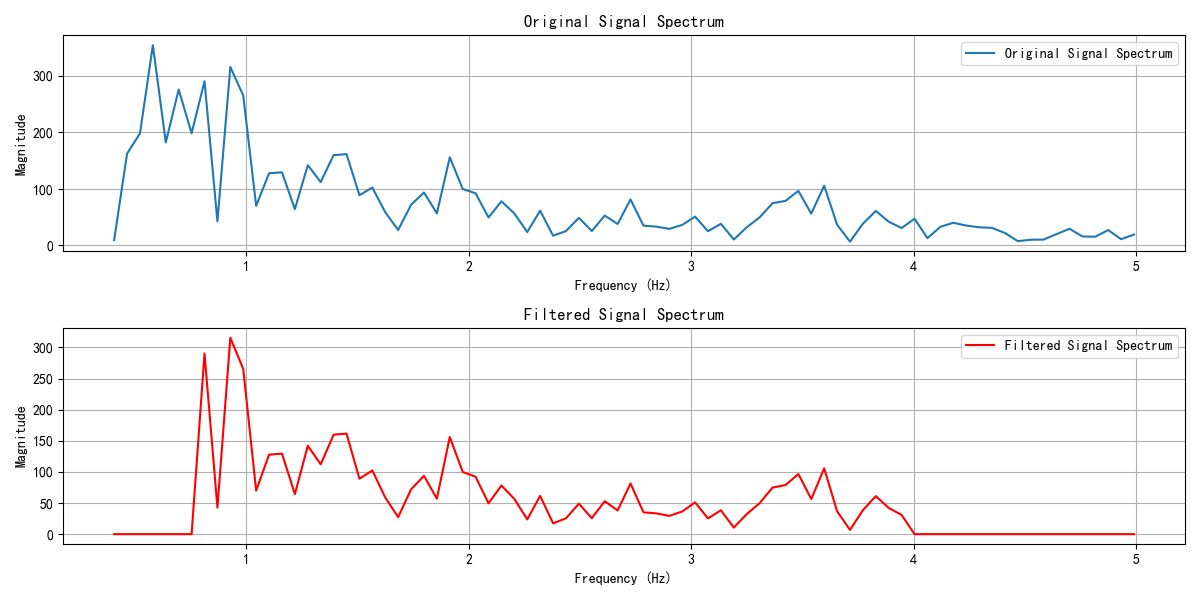 Original Signal Spectrum
Original Signal Spectrum
300
200
100
0
Magnitude
1 2 3 4 5
Frequency (Hz)
Filtered Signal Spectrum
Filtered Signal Spectrum
300
250
200
150
100
50
0
Magnitude
1 2 3 4 5
Frequency (Hz)